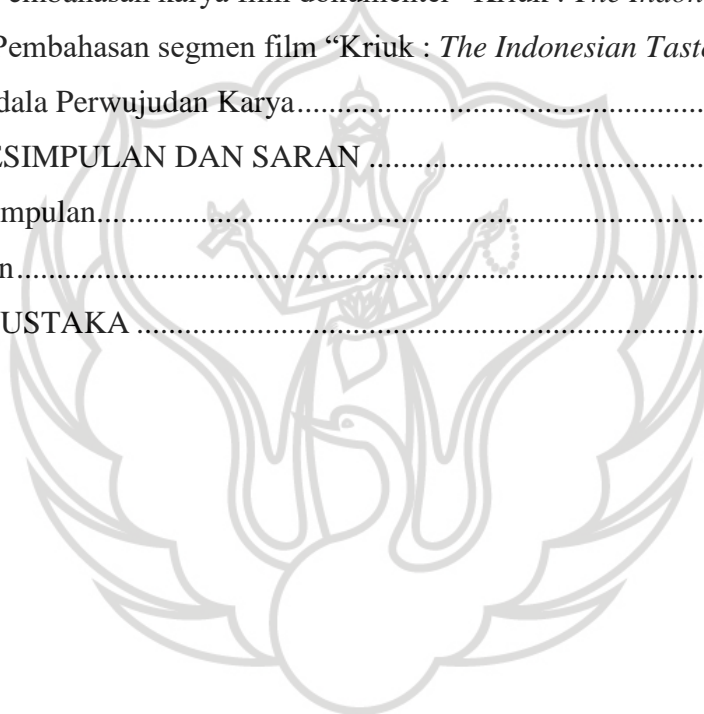 Pembahasan karya film dokumenter “Kriuk : The Indon
Pembahasan segmen film “Kriuk : The Indonesian Tast
dala Perwujudan Karya....................................................
ESIMPULAN DAN SARAN ..........................................
mpulan............................................................................
n......................................................................................
USTAKA .......................................................................